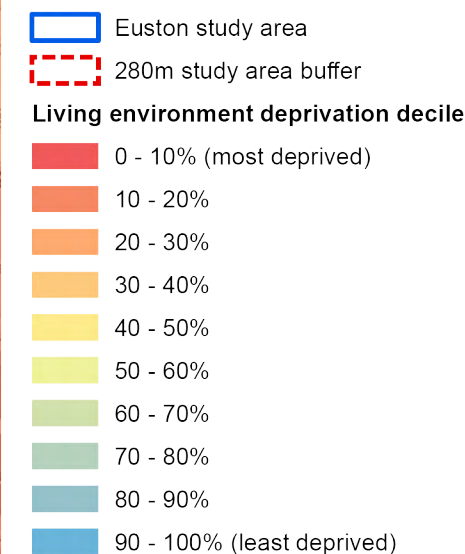 Euston study area
280m study area buffer
Living environment deprivation decile
0 - 10% (most deprived)
10 - 20%
20 - 30%
30 - 40%
40 - 50%
50 - 60%
60 - 70%
70 - 80%
80 - 90%
90 - 100% (least deprived)